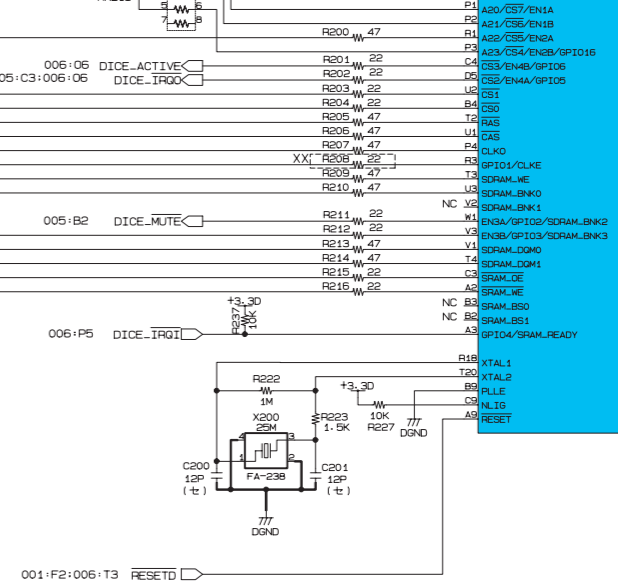 5 6
7 8
P1 A20/CS7/EN1A
P2 A21/CS6/EN1B
R200 47 R1 A22/CS5/EN2A
P3 A23/CS4/EN2B/GPIO16
006:06 DICE_ACTIVE R201 22 C4 CS3/EN4B/GPIO6
05:C3:006:06 DICE_IRQO R202 22 D5 CS2/EN4A/GPIO5
R203 22 U2 CS1
R204 22 B4 CS0
R205 47 T2 RAS
R206 47 U1 CAS
R207 47 P4 CLKO
XX R208 22 R3 GPIO1/CLKE
R209 47 T3 SDRAM_WE
R210 47 U3 SDRAM_BNK0
NC V2 SDRAM_BNK1
005:B2 DICE_MUTE R211 22 W1 EN3A/GPIO2/SDRAM_BNK2
R212 22 V3 EN3B/GPIO3/SDRAM_BNK3
R213 47 V1 SDRAM_DQM0
R214 47 T4 SDRAM_DQM1
R215 22 C3 SRAM_OE
R216 22 A2 SRAM_WE
+3.3D NC B3 SRAM_BS0
R237 10K NC B2 SRAM_BS1
006:P5 DICE_IRQI A3 GPIO4/SRAM_READY
R18 XTAL1
R222 T20 XTAL2
1M +3.3D B9 PLLE
C9 NLIG
X200 R223 10K A9 RESET
25M 1.5K R227 DGND
4 3
1 2
C200 FA-238 C201
12P 12P
(セ) (セ)
DGND
001:F2:006:T3 RESETD